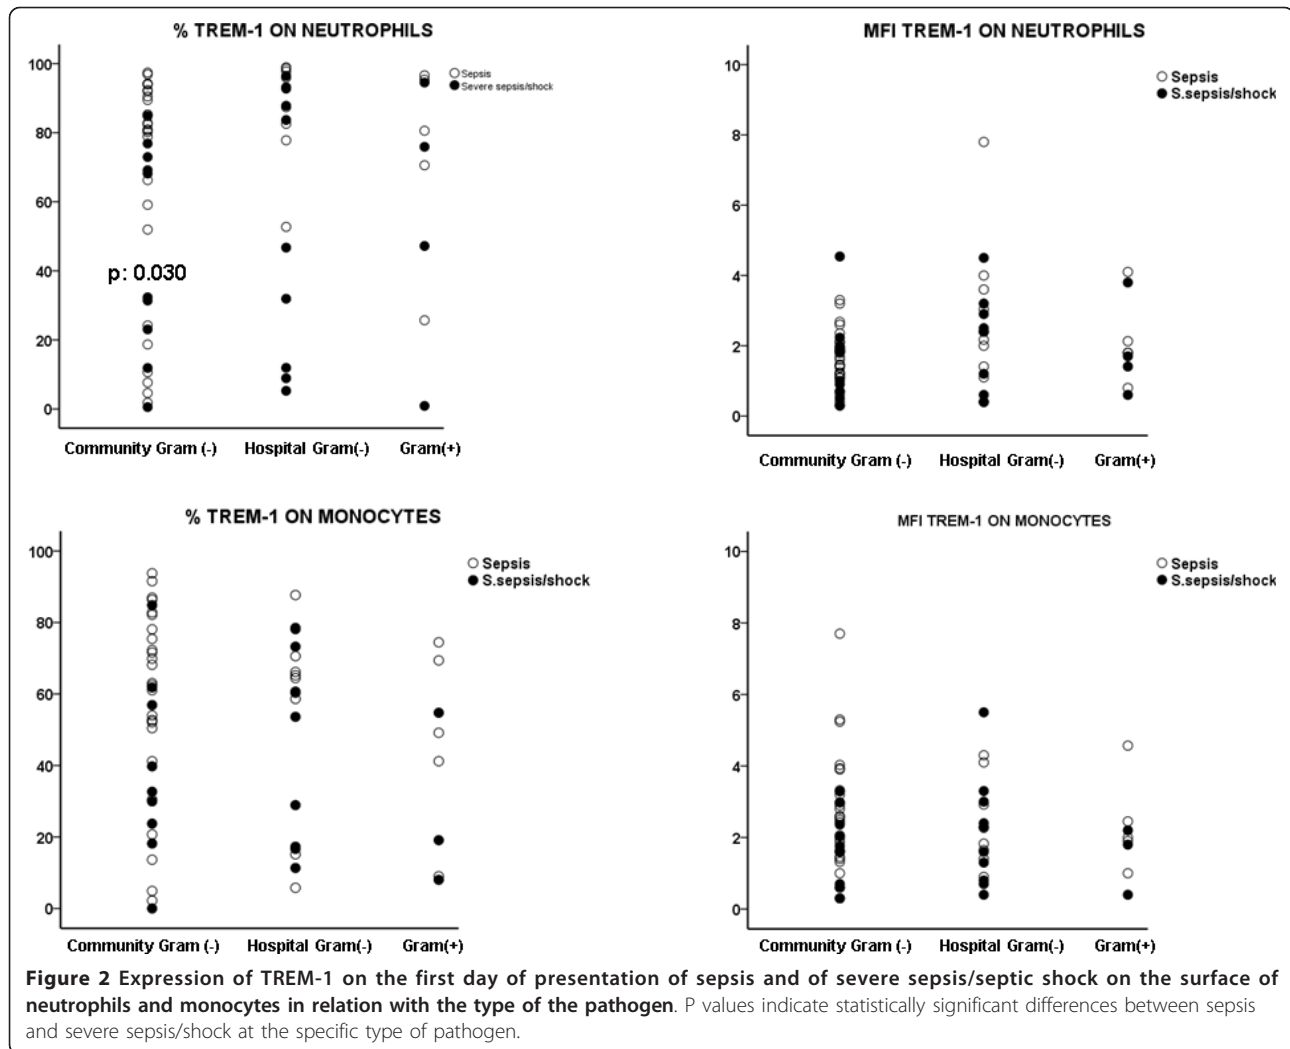 % TREM-1 ON NEUTROPHILS
100
80
60
40
20
0
Sepsis
Severe sepsis/shock
p: 0.030
Community Gram (-)
Hospital Gram(-)
Gram(+)
MFI TREM-1 ON NEUTROPHILS
10
8
6
4
2
0
Sepsis
S.sepsis/shock
Community Gram (-)
Hospital Gram(-)
Gram(+)
% TREM-1 ON MONOCYTES
100
80
60
40
20
0
Sepsis
S.sepsis/shock
Community Gram (-)
Hospital Gram(-)
Gram(+)
MFI TREM-1 ON MONOCYTES
10
8
6
4
2
0
Sepsis
S.sepsis/shock
Community Gram (-)
Hospital Gram(-)
Gram(+)
Figure 2 Expression of TREM-1 on the first day of presentation of sepsis and of severe sepsis/septic shock on the surface of
neutrophils and monocytes in relation with the type of the pathogen. P values indicate statistically significant differences between sepsis
and severe sepsis/shock at the specific type of pathogen.